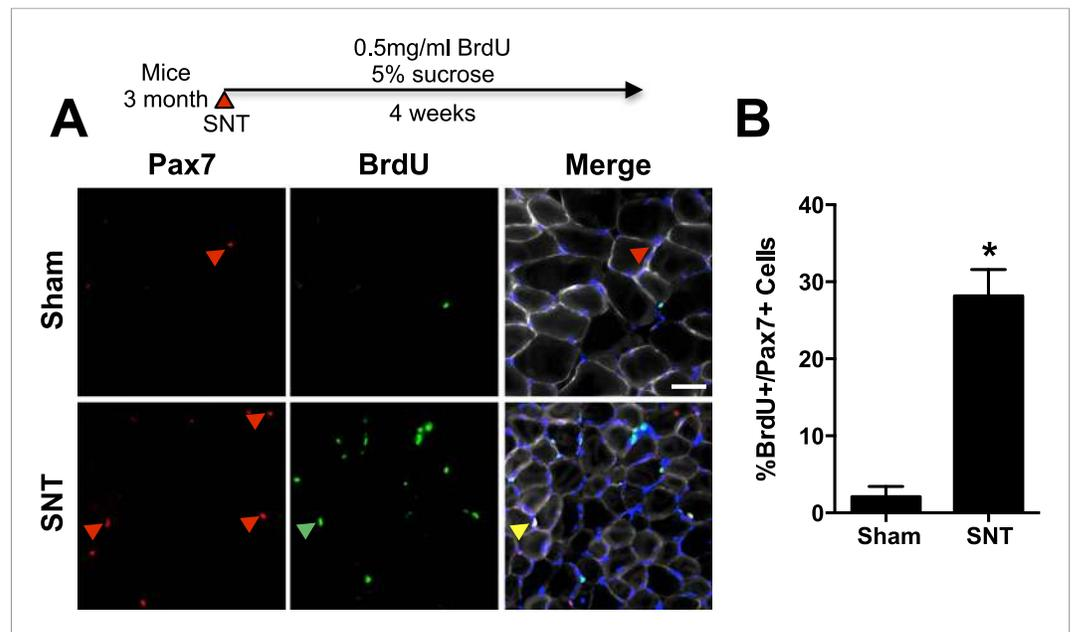 0.5mg/ml BrdU
5% sucrose
Mice
3 month
SNT
4 weeks
A
Pax7
BrdU
Merge
Sham
SNT
B
%BrdU+/Pax7+ Cells
40
30
20
10
0
*
Sham
SNT